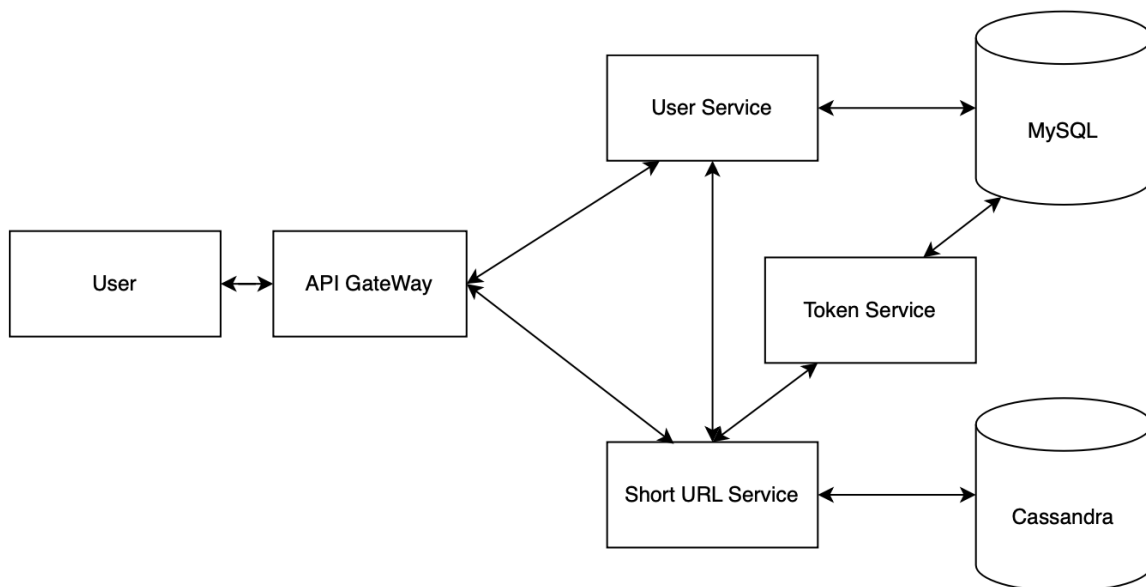 User Service
MySQL
User
API GateWay
Token Service
Short URL Service
Cassandra